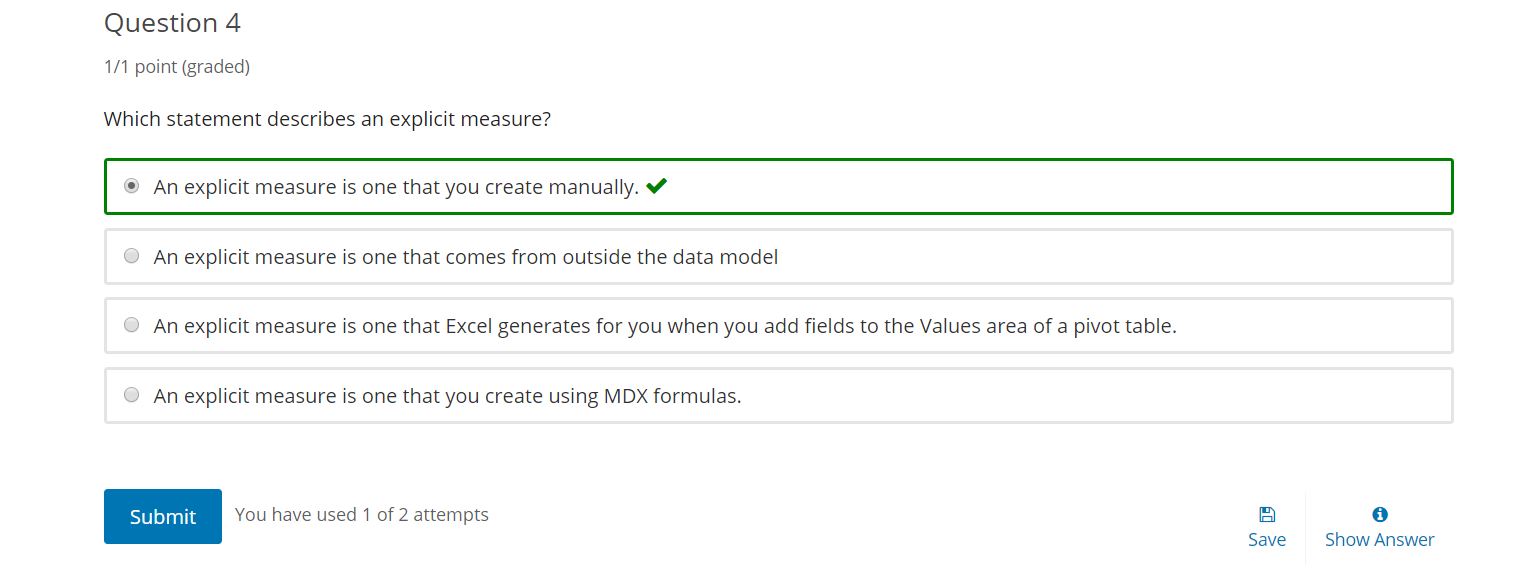 Question 4
1/1 point (graded)
Which statement describes an explicit measure?
An explicit measure is one that you create manually.
An explicit measure is one that comes from outside the data model
An explicit measure is one that Excel generates for you when you add fields to the Values area of a pivot table.
An explicit measure is one that you create using MDX formulas.
Submit You have used 1 of 2 attempts
Save Show Answer